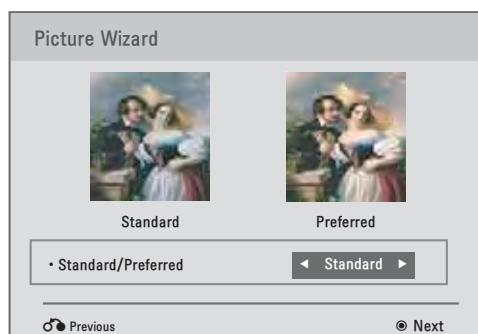 Picture Wizard
Standard Preferred
• Standard/Preferred ◄ Standard ►
Previous ◉ Next